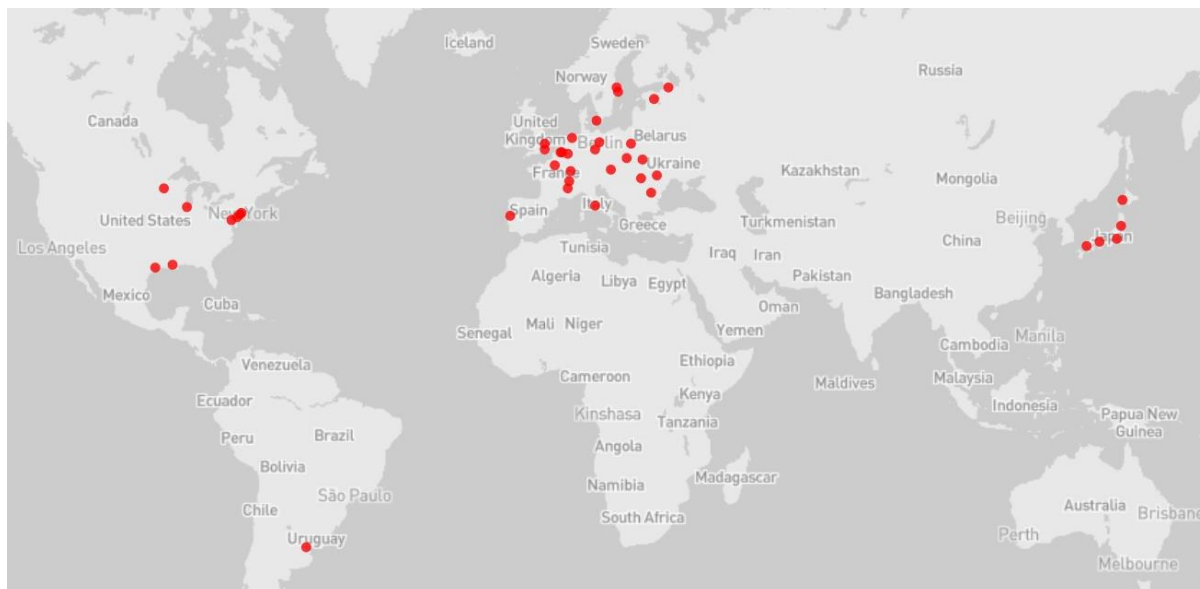 Iceland
Sweden
Norway
Russia
Canada
United
Kingdom
Berlin
Belarus
Ukraine
France
Kazakhstan
Mongolia
United States
New York
Spain
Italy
Greece
Turkmenistan
Beijing
Japan
Los Angeles
Tunisia
Iraq
Iran
China
Mexico
Cuba
Algeria
Libya
Egypt
Pakistan
Bangladesh
Oman
Senegal
Mali
Niger
Yemen
Manila
Cambodia
Venezuela
Ethiopia
Cameroon
Maldives
Malaysia
Ecuador
Kenya
Indonesia
Kinshasa
Papua New
Guinea
Tanzania
Peru
Brazil
Angola
Bolivia
Madagascar
Namibia
São Paulo
Chile
Australia
Brisbane
South Africa
Uruguay
Perth
Melbourne